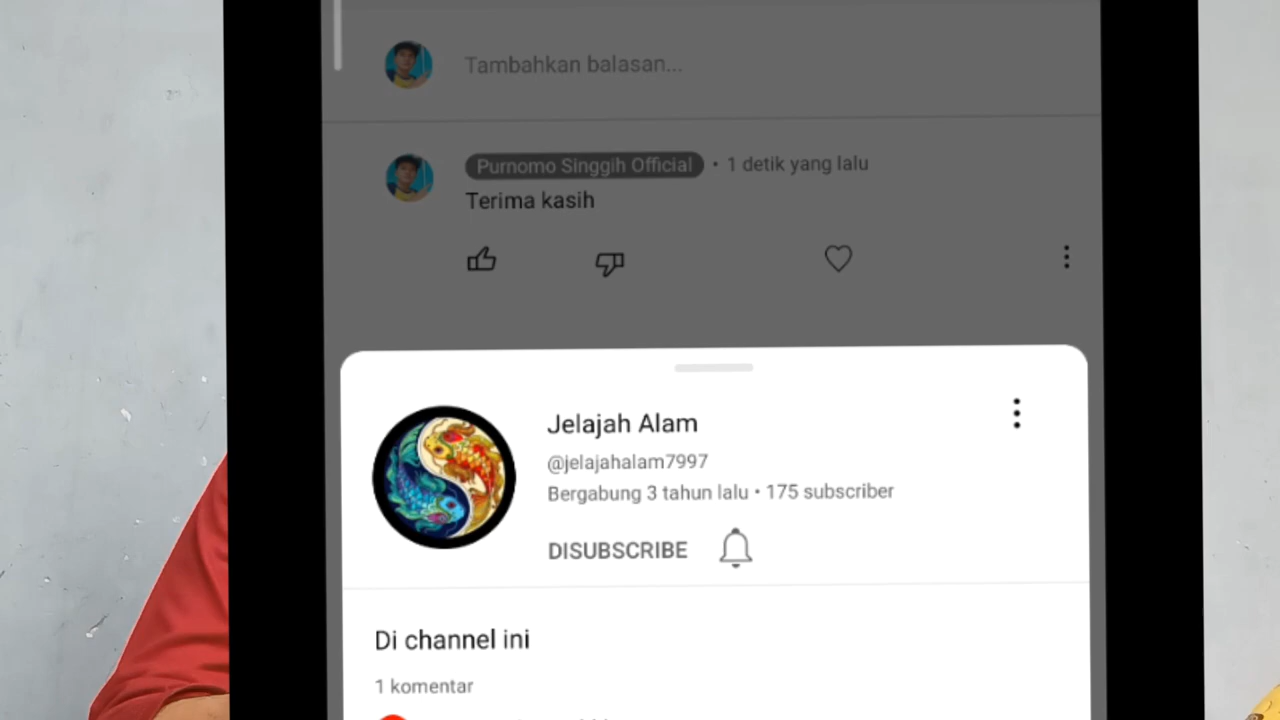 Tambahkan balasan...
Purnomo Singgih Official • 1 detik yang lalu
Terima kasih
Jelajah Alam
@jelajahalam7997
Bergabung 3 tahun lalu • 175 subscriber
DISUBSCRIBE
Di channel ini
1 komentar